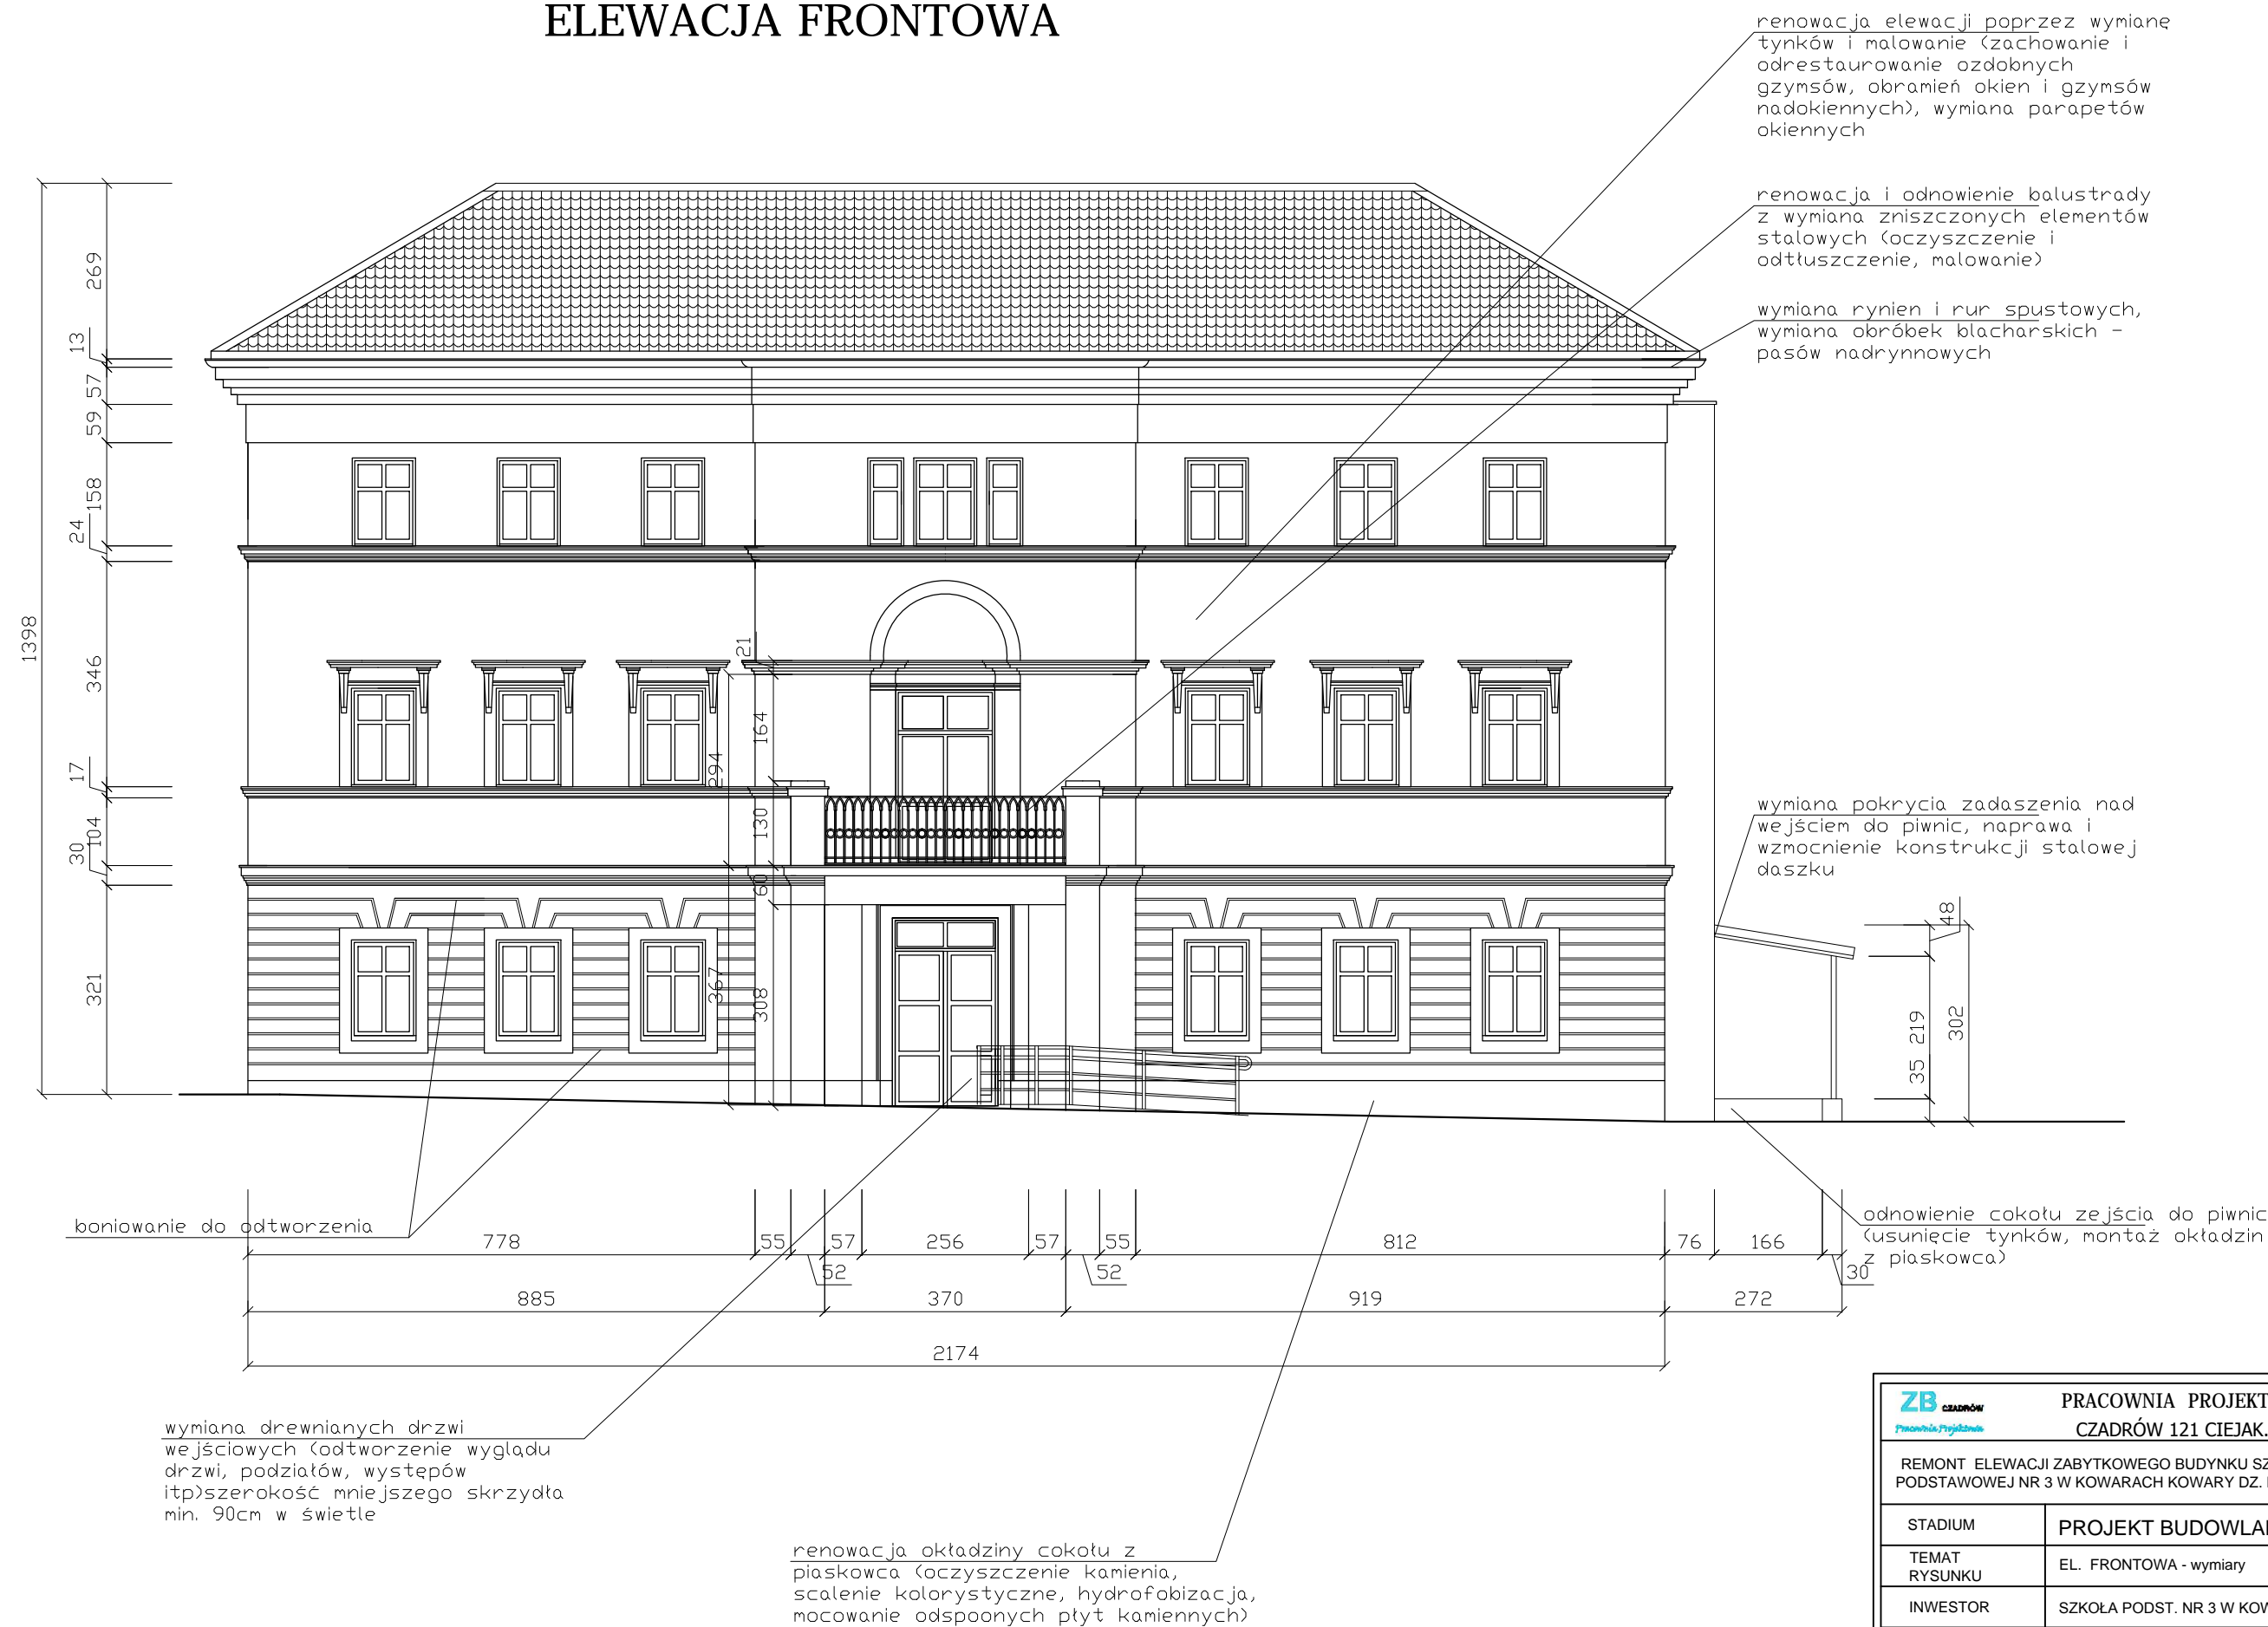 ELEWACJA FRONTOWA
renowacja elewacji poprzez wymianę
tynków i malowanie (zachowanie i
odrestaurowanie ozdobnych
gzymsów, obramień okien i gzymsów
nadokiennych), wymiana parapetów
okiennych
renowacja i odnowienie balustrady
z wymiana zniszczonych elementów
stalowych (oczyszczenie i
odtłuszczenie, malowanie)
wymiana rynien i rur spustowych,
wymiana obróbek blacharskich -
pasów nadrynnowych
1398
269
13
57
59
158
24
346
17
104
30
321
21
164
294
130
60
367
308
wymiana pokrycia zadaszenia nad
wejściem do piwnic, naprawa i
wzmocnienie konstrukcji stalowej
daszku
48
219
302
35
boniowanie do odtworzenia
778 55 57 256 57 55 812 76 166
52 52 30
885 370 919 272
2174
odnowienie cokołu zejścia do piwnic
(usunięcie tynków, montaż okładzin
z piaskowca)
wymiana drewnianych drzwi
wejściowych (odtworzenie wyglądu
drzwi, podziałów, występów
itp)szerokość mniejszego skrzydła
min. 90cm w świetle
renowacja okładziny cokołu z
piaskowca (oczyszczenie kamienia,
scalenie kolorystyczne, hydrofobizacja,
mocowanie odspoonych płyt kamiennych)
ZB CZADRÓW
Pracownia Projektowa
PRACOWNIA PROJEKT
CZADRÓW 121 CIEJAK.
REMONT ELEWACJI ZABYTKOWEGO BUDYNKU SZ
PODSTAWOWEJ NR 3 W KOWARACH KOWARY DZ.
STADIUM PROJEKT BUDOWLA
TEMAT
RYSUNKU
EL. FRONTOWA - wymiary
INWESTOR SZKOŁA PODST. NR 3 W KOW